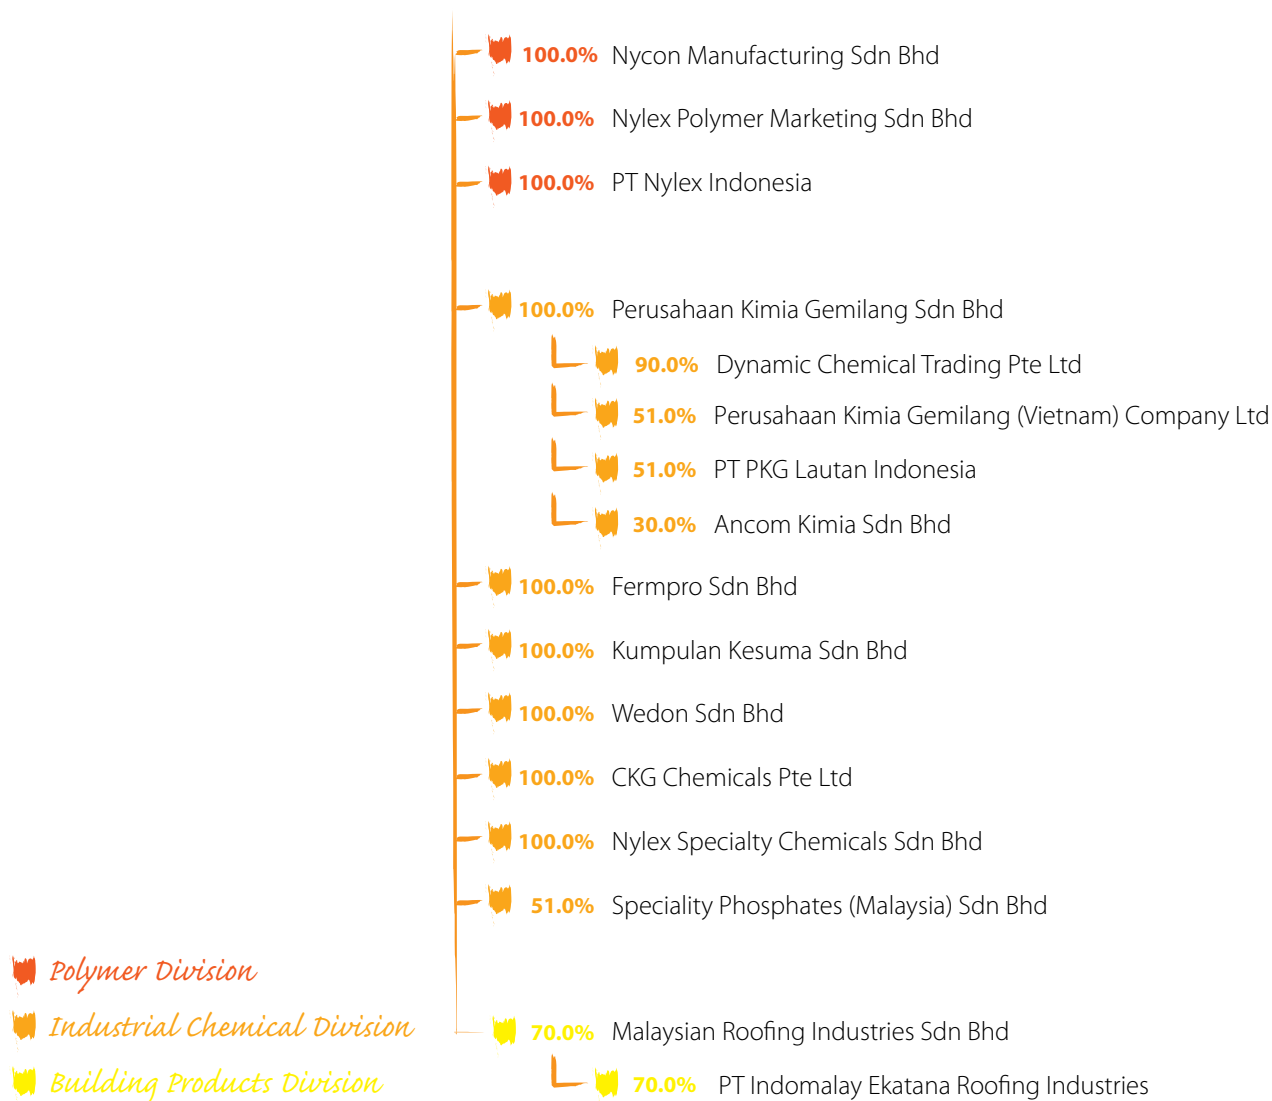 100.0% Nycon Manufacturing Sdn Bhd
100.0% Nylex Polymer Marketing Sdn Bhd
100.0% PT Nylex Indonesia
100.0% Perusahaan Kimia Gemilang Sdn Bhd
90.0% Dynamic Chemical Trading Pte Ltd
51.0% Perusahaan Kimia Gemilang (Vietnam) Company Ltd
51.0% PT PKG Lautan Indonesia
30.0% Ancom Kimia Sdn Bhd
100.0% Fermpro Sdn Bhd
100.0% Kumpulan Kesuma Sdn Bhd
100.0% Wedon Sdn Bhd
100.0% CKG Chemicals Pte Ltd
100.0% Nylex Specialty Chemicals Sdn Bhd
51.0% Speciality Phosphates (Malaysia) Sdn Bhd
70.0% Malaysian Roofing Industries Sdn Bhd
70.0% PT Indomalay Ekatana Roofing Industries
Polymer Division
Industrial Chemical Division
Building Products Division